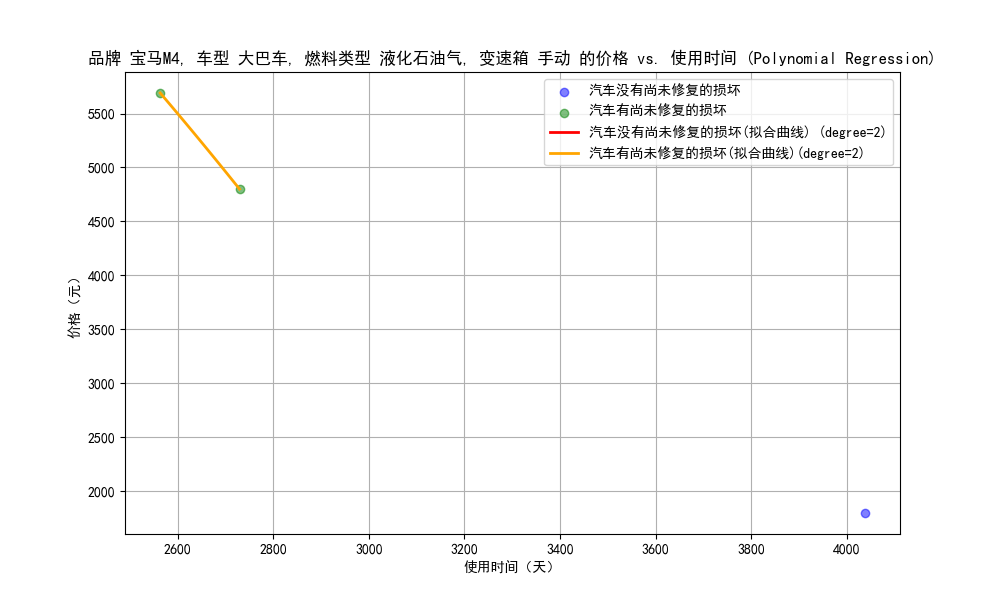 品牌 宝马M4, 车型 大巴车, 燃料类型 液化石油气, 变速箱 手动 的价格 vs. 使用时间 (Polynomial Regression)
汽车没有尚未修复的损坏
汽车有尚未修复的损坏
汽车没有尚未修复的损坏(拟合曲线) (degree=2)
汽车有尚未修复的损坏(拟合曲线)(degree=2)
价格（元）
5500
5000
4500
4000
3500
3000
2500
2000
2600 2800 3000 3200 3400 3600 3800 4000
使用时间（天）